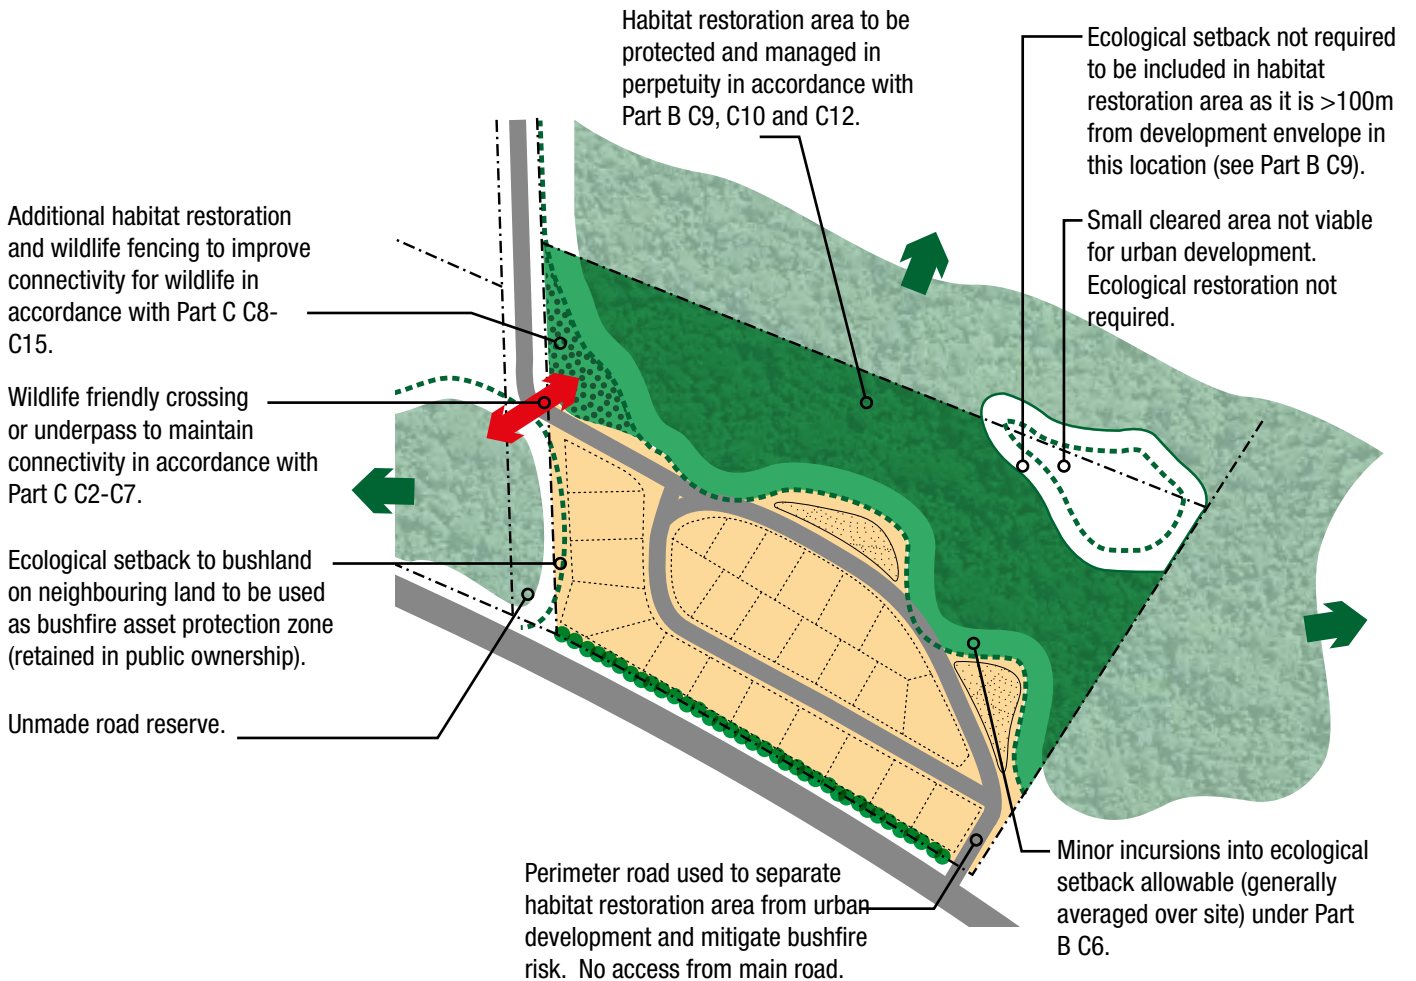 Habitat restoration area to be
protected and managed in
perpetuity in accordance with
Part B C9, C10 and C12.
Ecological setback not required
to be included in habitat
restoration area as it is >100m
from development envelope in
this location (see Part B C9).
Small cleared area not viable
for urban development.
Ecological restoration not
required.
Additional habitat restoration
and wildlife fencing to improve
connectivity for wildlife in
accordance with Part C C8-
C15.
Wildlife friendly crossing
or underpass to maintain
connectivity in accordance with
Part C C2-C7.
Ecological setback to bushland
on neighbouring land to be used
as bushfire asset protection zone
(retained in public ownership).
Unmade road reserve.
Perimeter road used to separate
habitat restoration area from urban
development and mitigate bushfire
risk.  No access from main road.
Minor incursions into ecological
setback allowable (generally
averaged over site) under Part
B C6.